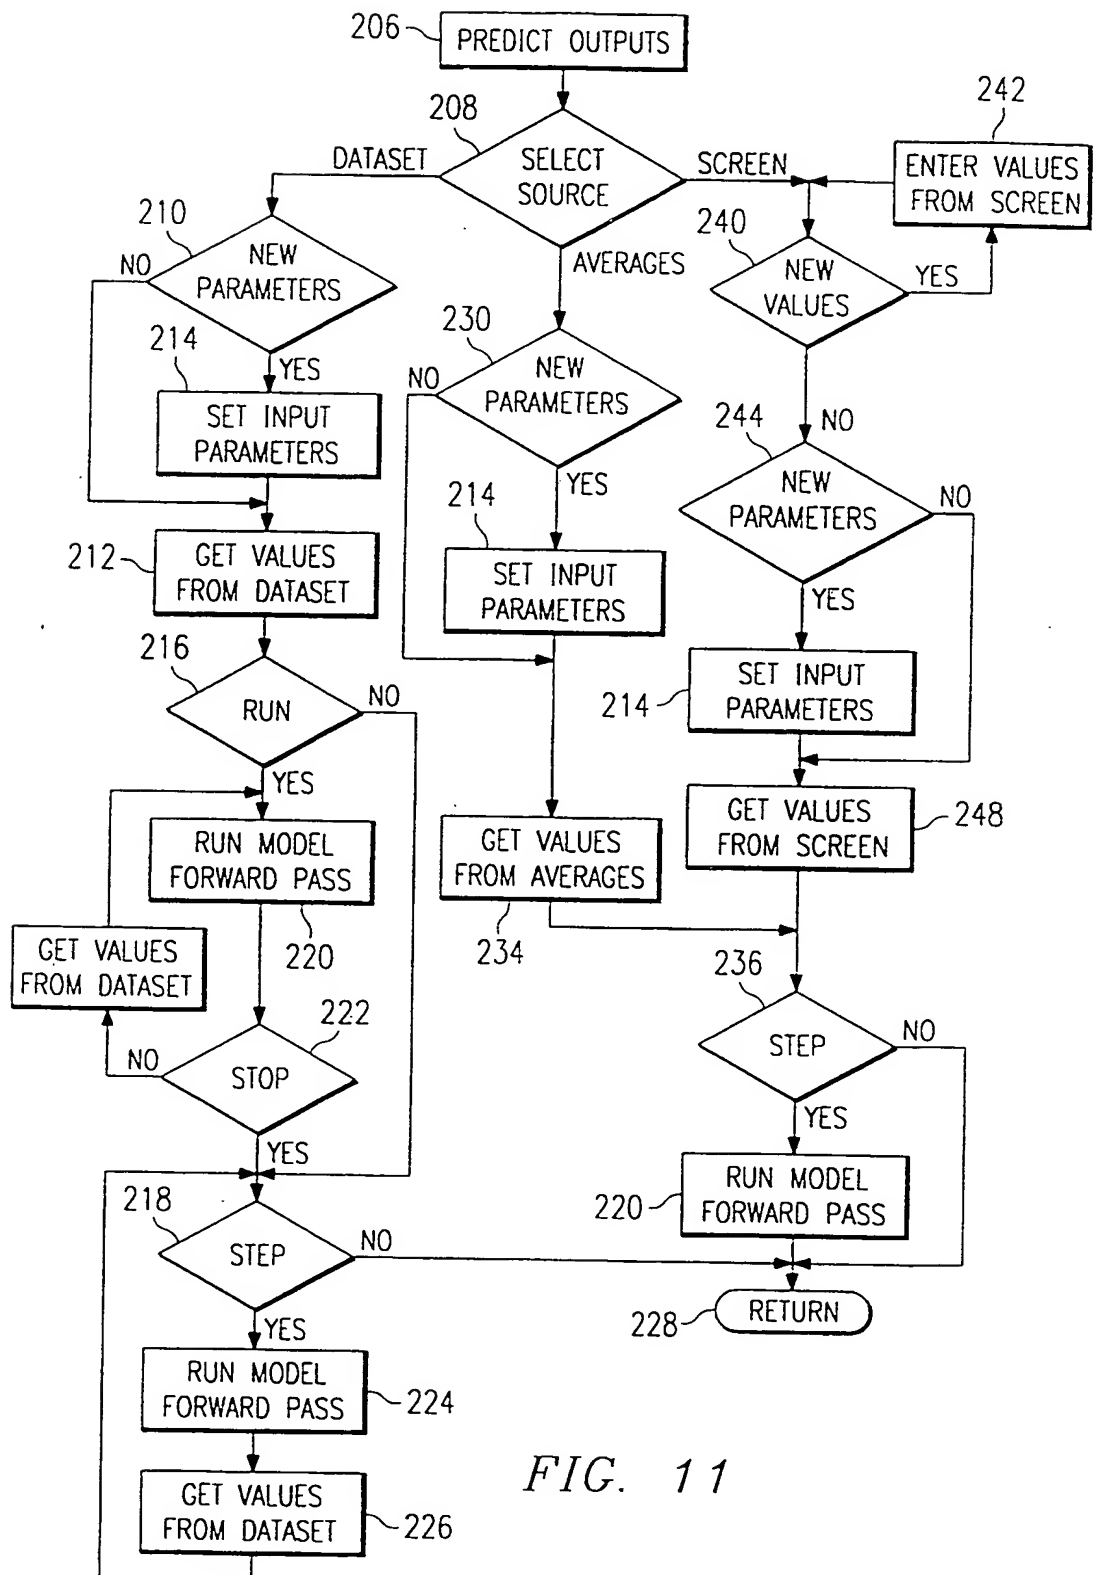 206
PREDICT OUTPUTS
208
SELECT
SOURCE
DATASET
SCREEN
AVERAGES
242
ENTER VALUES
FROM SCREEN
210
NEW
PARAMETERS
NO
YES
240
NEW
VALUES
YES
NO
214
SET INPUT
PARAMETERS
230
NEW
PARAMETERS
NO
YES
244
NEW
PARAMETERS
NO
YES
212
GET VALUES
FROM DATASET
214
SET INPUT
PARAMETERS
214
SET INPUT
PARAMETERS
216
RUN
NO
YES
RUN MODEL
FORWARD PASS
220
GET VALUES
FROM AVERAGES
234
GET VALUES
FROM SCREEN
248
GET VALUES
FROM DATASET
222
STOP
NO
YES
236
STEP
NO
YES
220
RUN MODEL
FORWARD PASS
218
STEP
NO
YES
228
RETURN
RUN MODEL
FORWARD PASS
224
GET VALUES
FROM DATASET
226
FIG. 11